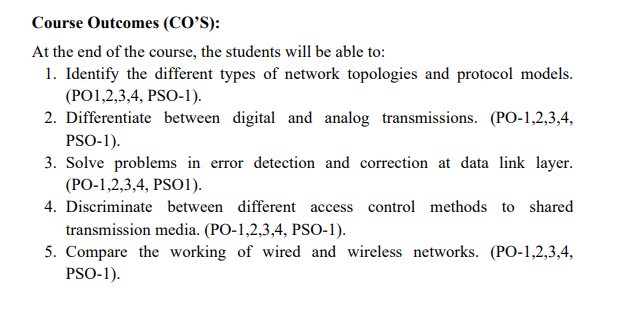 Course Outcomes (CO’S):
At the end of the course, the students will be able to:
1. Identify the different types of network topologies and protocol models.
(PO1,2,3,4, PSO-1).
2. Differentiate between digital and analog transmissions. (PO-1,2,3,4,
PSO-1).
3. Solve problems in error detection and correction at data link layer.
(PO-1,2,3,4, PSO1).
4. Discriminate between different access control methods to shared
transmission media. (PO-1,2,3,4, PSO-1).
5. Compare the working of wired and wireless networks. (PO-1,2,3,4,
PSO-1).